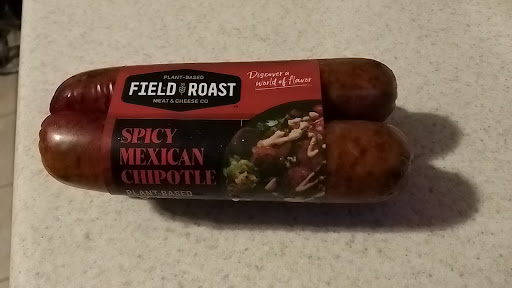 PLANT-BASED
FIELD ROAST
MEAT & CHEESE CO
Discover a
world of flavor
SPICY
MEXICAN
CHIPOTLE
PLANT-BASED